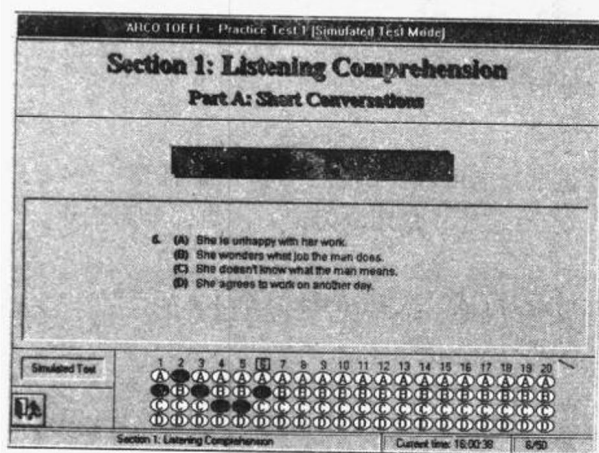 ARCO TOEFL - Practice Test 1 [Simulated Test Mode]
Section 1: Listening Comprehension
Part A: Short Conversations
6. (A) She is unhappy with her work.
(B) She wonders what job the man does.
(C) She doesn't know what the man means.
(D) She agrees to work on another day.
Simulated Test
1 2 3 4 5 6 7 8 9 10 11 12 13 14 15 16 17 18 19 20
A A A A A A A A A A A A A A A A A A A
B B B B B B B B B B B B B B B B B
C C C C C C C C C C C C C C C C C C
D D D D D D D D D D D D D D D D D D D D
Section 1: Listening Comprehension Current time: 16:00:38 6/50